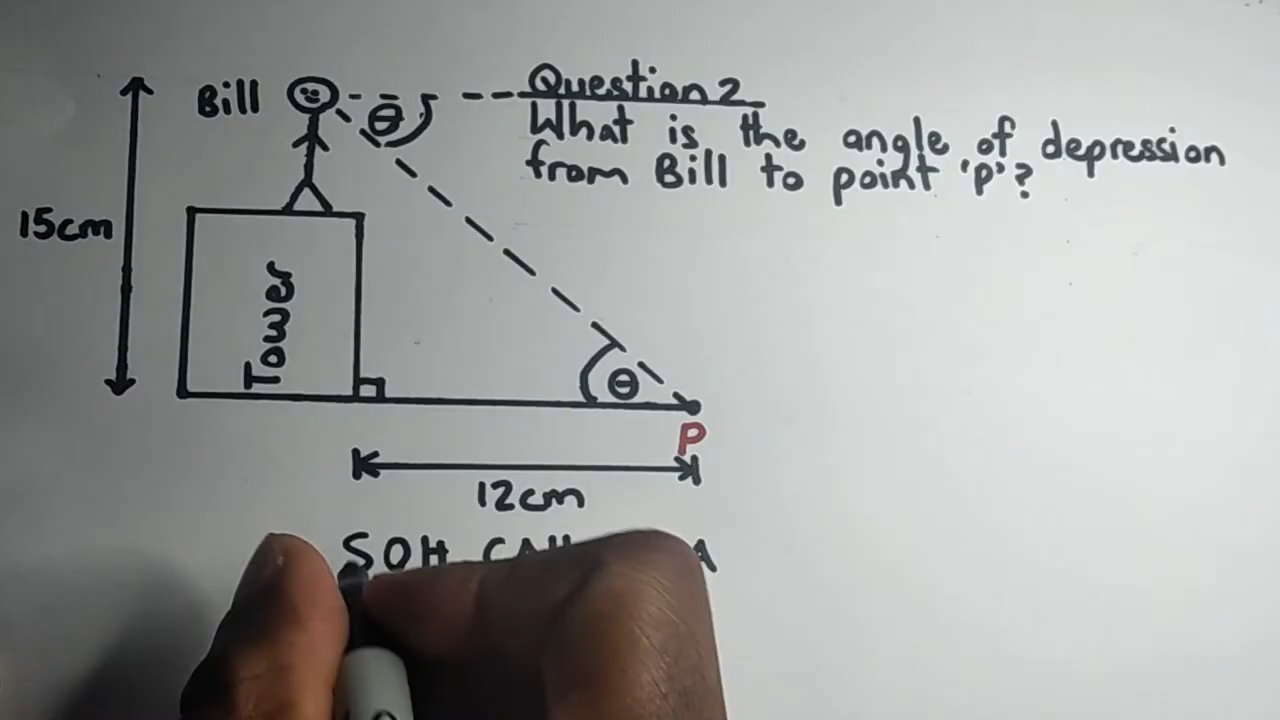 Bill
θ
Question 2
What is the angle of depression
from Bill to point 'P'?
15cm
Tower
θ
P
12cm
SOH